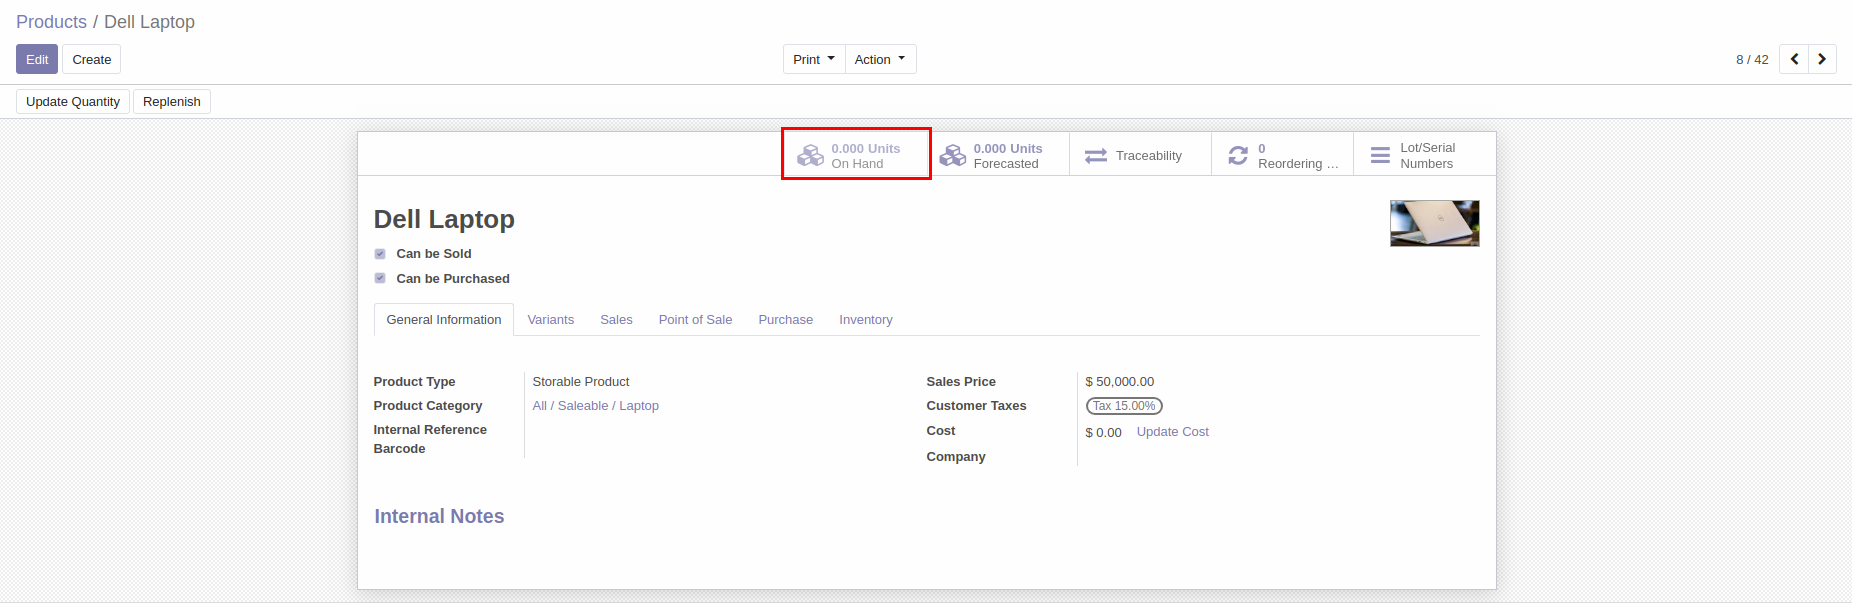 Products / Dell Laptop
Edit Create Print Action 8 / 42
Update Quantity Replenish
0.000 Units
On Hand
0.000 Units
Forecasted
Traceability
0
Reordering ...
Lot/Serial
Numbers
Dell Laptop
Can be Sold
Can be Purchased
General Information Variants Sales Point of Sale Purchase Inventory
Product Type Storable Product
Product Category All / Saleable / Laptop
Internal Reference
Barcode
Sales Price $ 50,000.00
Customer Taxes Tax 15.00%
Cost $ 0.00 Update Cost
Company
Internal Notes